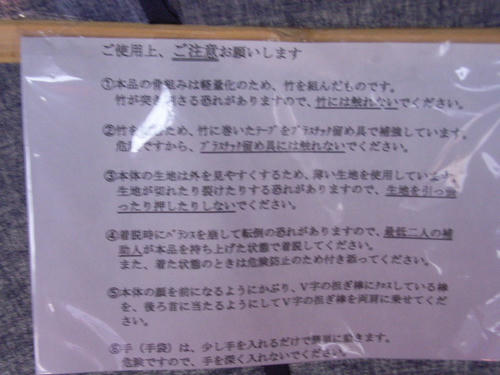 ご使用上、ご注意お願いします
①本品の骨組みは軽量化のため、竹を組んだものです。
竹が突き刺さる恐れがありますので、竹には触れないでください。
②竹を ため、竹に巻いたテープをプラスチック留め具で補強しています。
危険ですから、プラスチック留め具には触れないでください。
③本体の生地は外を見やすくするため、薄い生地を使用しています。
生地が切れたり裂けたりする恐れがありますので、生地を引っ張
ったり押したりしないでください。
④着脱時にバランスを崩して転倒の恐れがありますので、最低二人の補
助人が本品を持ち上げた状態で着脱してください。
また、着た状態のときは危険防止のため付き添ってください。
⑤本体の顔を前になるようにかぶり、V字の担ぎ棒にクロスしている棒
を、後ろ首に当たるようにしてV字の担ぎ棒を両肩に乗せてくだ
さい。
⑥手（手袋）は、少し手を入れるだけで簡単に動きます。
危険ですので、手を深く入れないでください。